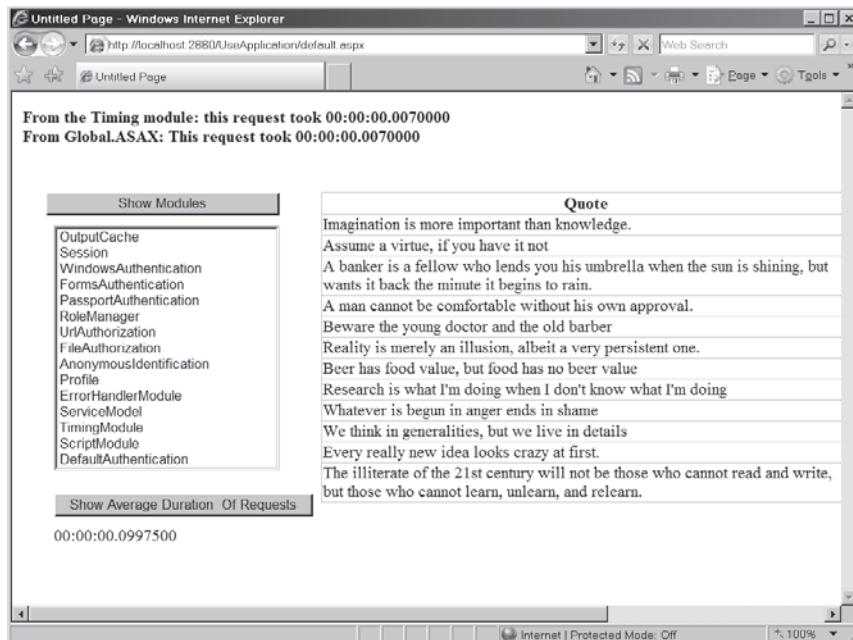 Untitled Page - Windows Internet Explorer
http://localhost:2680/UseApplication/default.aspx
Web Search
Untitled Page
Page
Tools
From the Timing module: this request took 00:00:00.0070000
From Global.ASAX: This request took 00:00:00.0070000
Show Modules
OutputCache
Session
WindowsAuthentication
FormsAuthentication
PassportAuthentication
RoleManager
UrlAuthorization
FileAuthorization
AnonymousIdentification
Profile
ErrorHandlerModule
ServiceModel
TimingModule
ScriptModule
DefaultAuthentication
Show Average Duration Of Requests
00:00:00.0997500
Quote
Imagination is more important than knowledge.
Assume a virtue, if you have it not
A banker is a fellow who lends you his umbrella when the sun is shining, but
wants it back the minute it begins to rain.
A man cannot be comfortable without his own approval.
Beware the young doctor and the old barber
Reality is merely an illusion, albeit a very persistent one.
Beer has food value, but food has no beer value
Research is what I'm doing when I don't know what I'm doing
Whatever is begun in anger ends in shame
We think in generalities, but we live in details
Every really new idea looks crazy at first.
The illiterate of the 21st century will not be those who cannot read and write,
but those who cannot learn, unlearn, and relearn.
Internet | Protected Mode: Off
100%